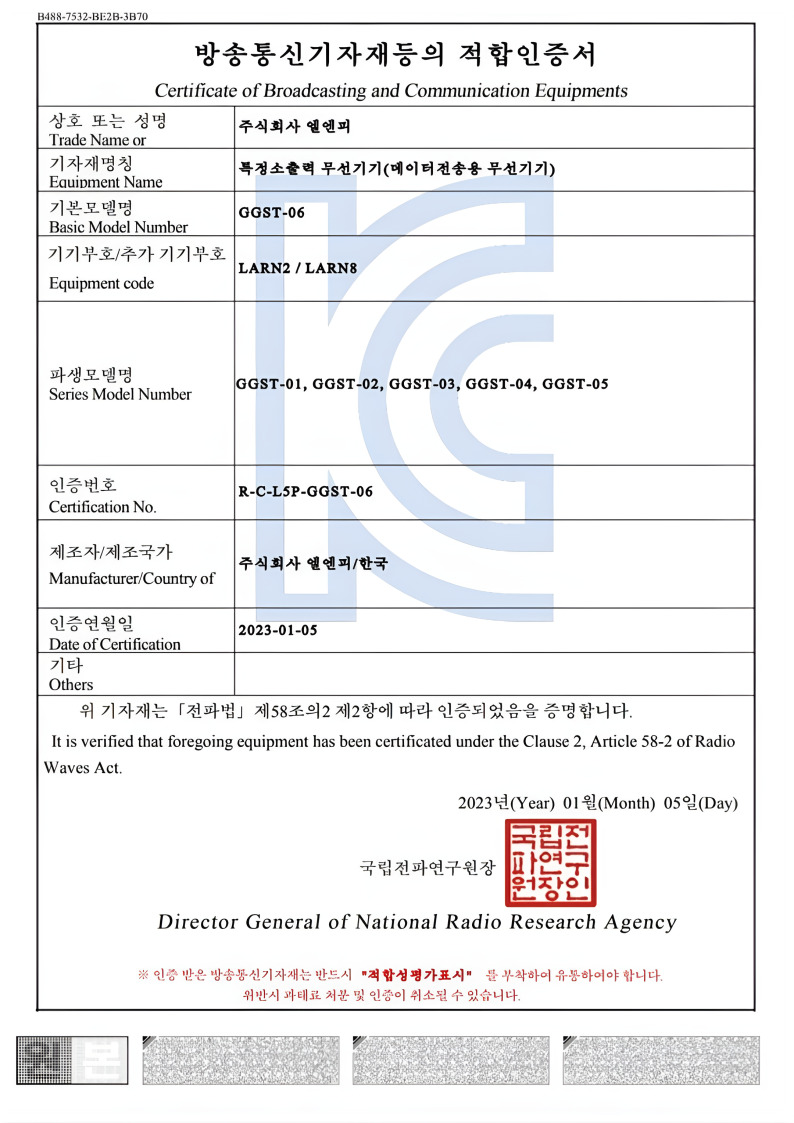 B488-7532-BE2B-3B70
방송통신기자재등의 적합인증서
Certificate of Broadcasting and Communication Equipments
상호 또는 성명
Trade Name or
주식회사 엘엔피
기자재명칭
Equipment Name
특정소출력 무선기기(데이터전송용 무선기기)
기본모델명
Basic Model Number
GGST-06
기기부호/추가 기기부호
Equipment code
LARN2 / LARN8
파생모델명
Series Model Number
GGST-01, GGST-02, GGST-03, GGST-04, GGST-05
인증번호
Certification No.
R-C-L5P-GGST-06
제조자/제조국가
Manufacturer/Country of
주식회사 엘엔피/한국
인증연월일
Date of Certification
2023-01-05
기타
Others
위 기자재는「전파법」제58조의2 제2항에 따라 인증되었음을 증명합니다.
It is verified that foregoing equipment has been certificated under the Clause 2, Article 58-2 of Radio
Waves Act.
2023년(Year) 01월(Month) 05일(Day)
국립전파연구원장
국립전
파연구
원장인
Director General of National Radio Research Agency
※ 인증 받은 방송통신기자재는 반드시 "적합성평가표시" 를 부착하여 유통하여야 합니다.
위반시 과태료 처분 및 인증이 취소될 수 있습니다.
원본